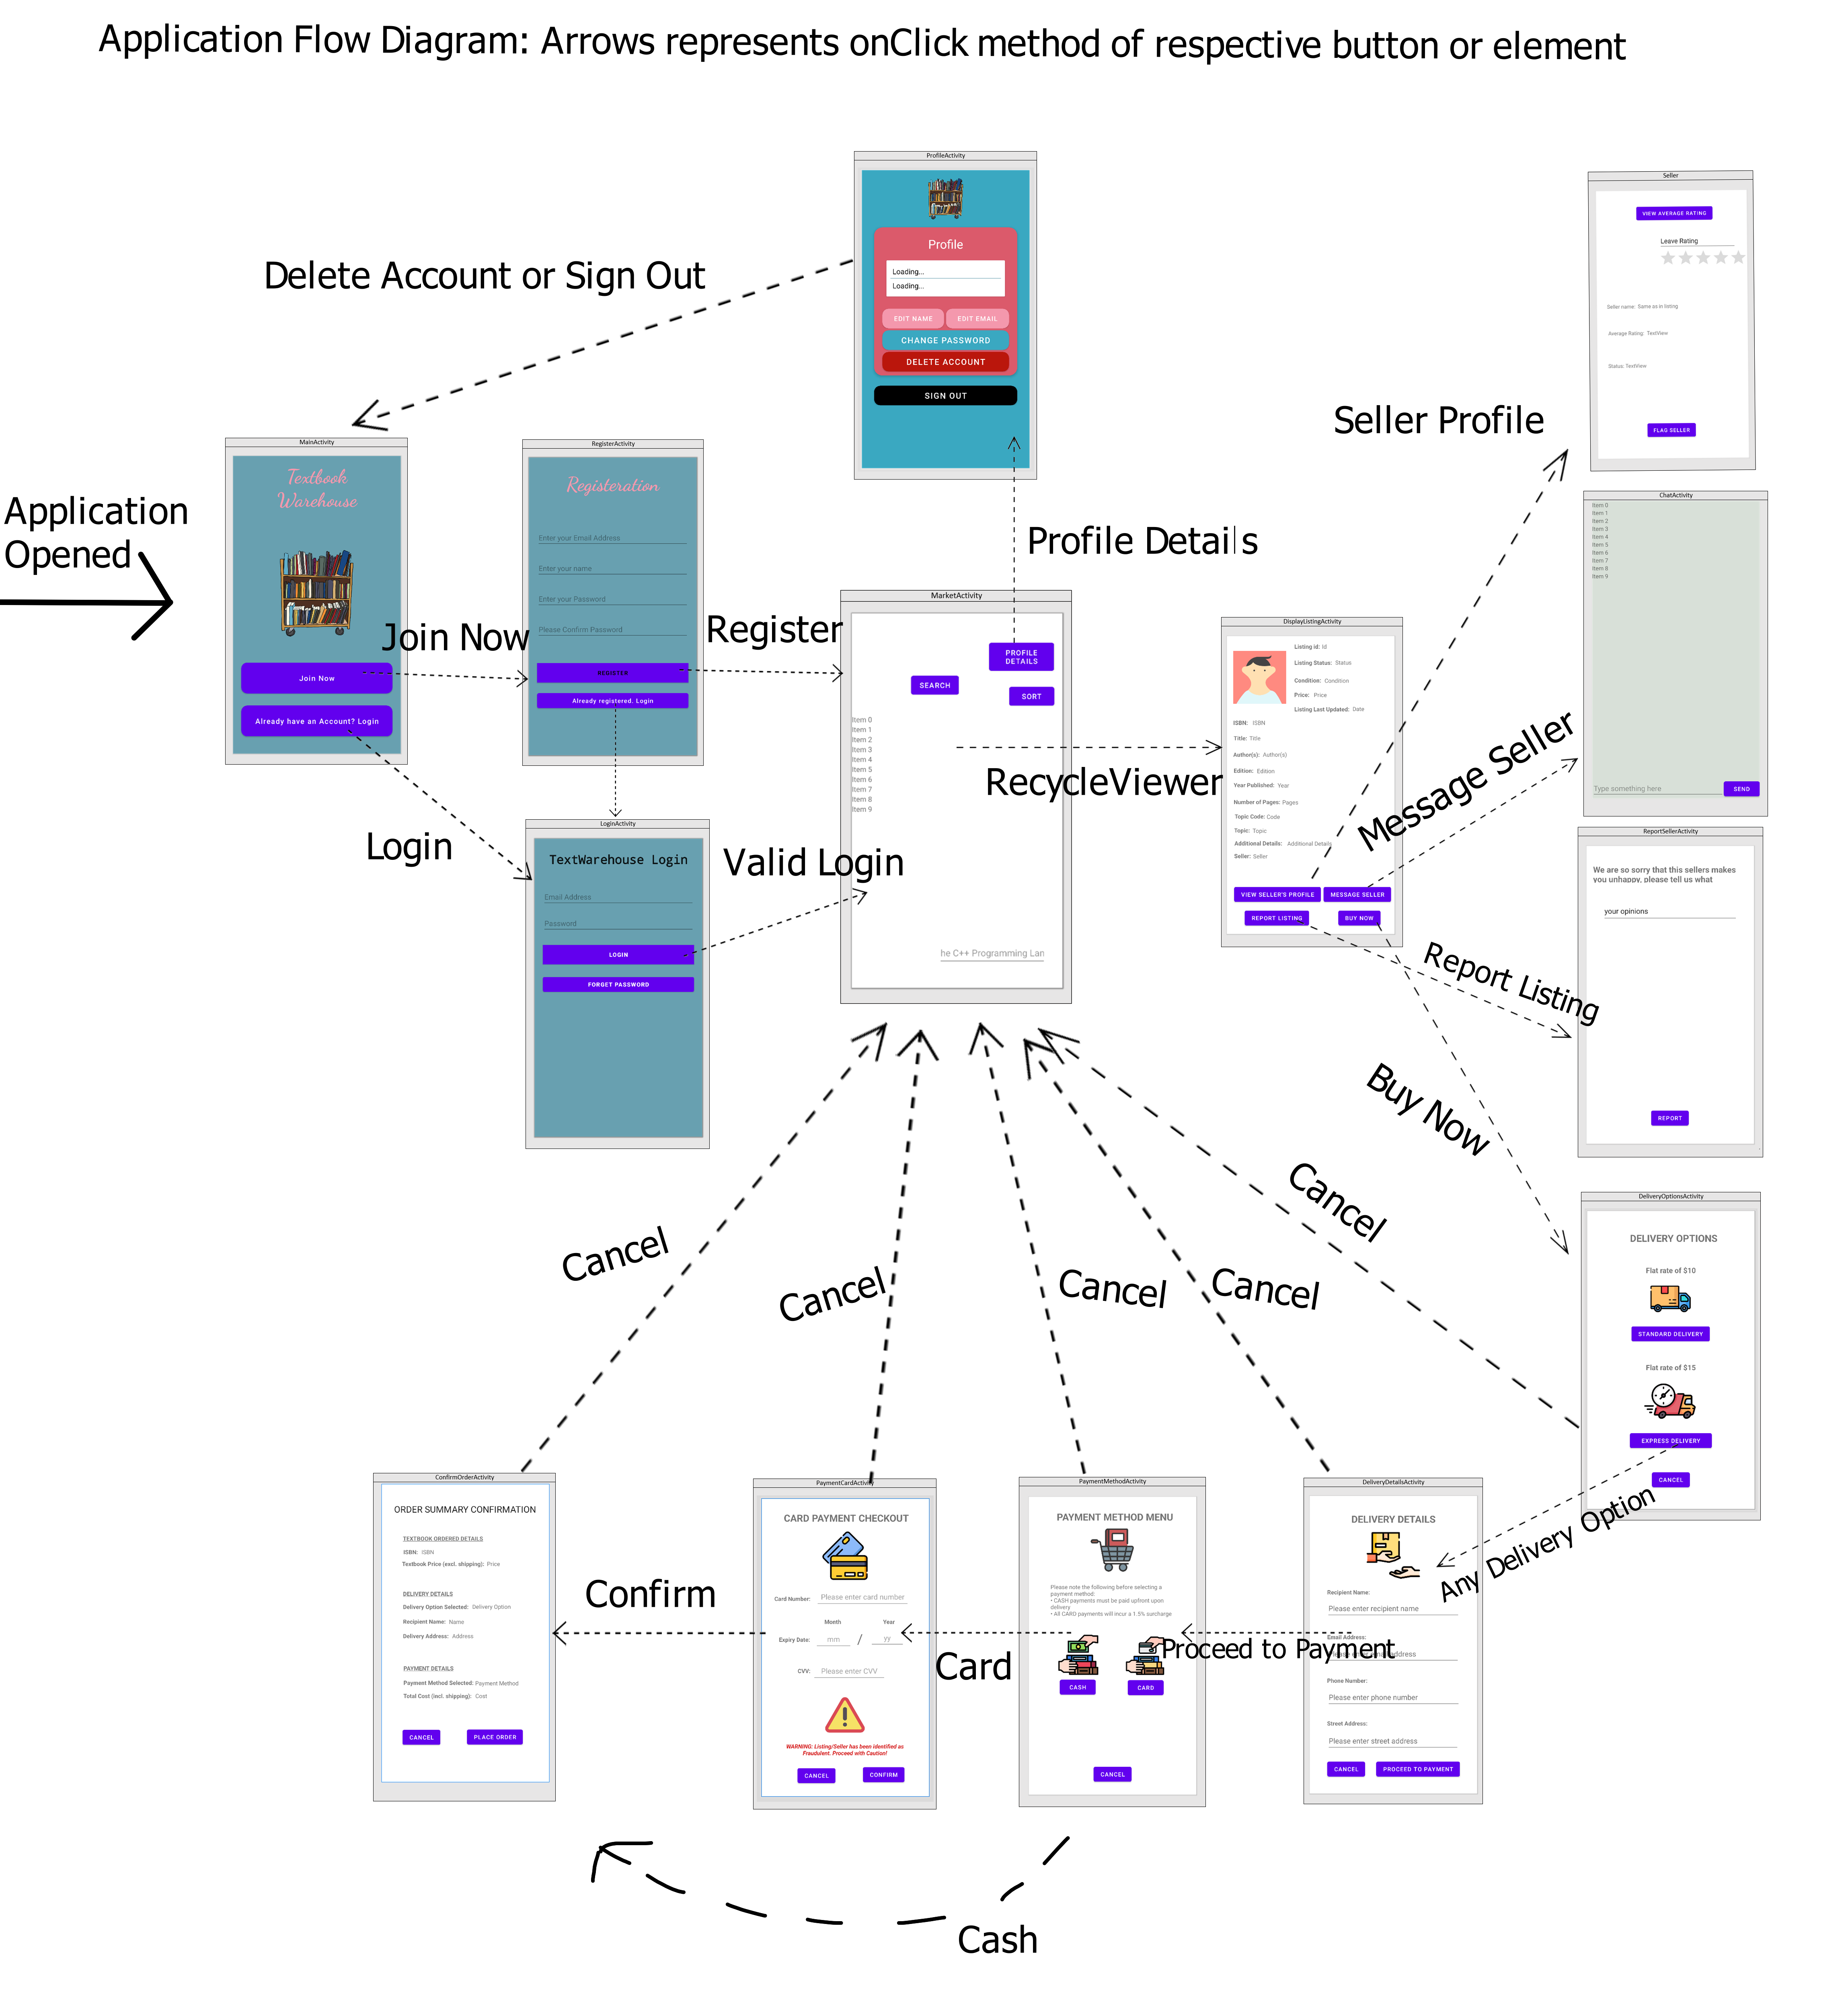 Application Flow Diagram: Arrows represents onClick method of respective button or element
ProfileActivity
Profile
Loading...
Loading...
EDIT NAME
EDIT EMAIL
CHANGE PASSWORD
DELETE ACCOUNT
SIGN OUT
Delete Account or Sign Out
Seller
VIEW AVERAGE RATING
Leave Rating
Seller name: Same as in listing
Average Rating: TextView
Status: TextView
FLAG SELLER
Seller Profile
Application
Opened
MainActivity
Textbook
Warehouse
Join Now
Already have an Account? Login
Join Now
Login
RegisterActivity
Registeration
Enter your Email Address
Enter your name
Enter your Password
Please Confirm Password
REGISTER
Already registered. Login
Register
LoginActivity
TextWarehouse Login
Email Address
Password
LOGIN
FORGET PASSWORD
Valid Login
Profile Details
MarketActivity
PROFILE
DETAILS
SEARCH
SORT
Item 0
Item 1
Item 2
Item 3
Item 4
Item 5
Item 6
Item 7
Item 8
Item 9
he C++ Programming Lan
RecycleViewer
DisplayListingActivity
Listing id: Id
Listing Status: Status
Condition: Condition
Price: Price
Listing Last Updated: Date
ISBN: ISBN
Title: Title
Author(s): Author(s)
Edition: Edition
Year Published: Year
Number of Pages: Pages
Topic Code: Code
Topic: Topic
Additional Details: Additional Details
Seller: Seller
VIEW SELLER'S PROFILE
MESSAGE SELLER
REPORT LISTING
BUY NOW
Message Seller
ChatActivity
Item 0
Item 1
Item 2
Item 3
Item 4
Item 5
Item 6
Item 7
Item 8
Item 9
Type something here
SEND
Report Listing
ReportSellerActivity
We are so sorry that this sellers makes
you unhappy, please tell us what
your opinions
REPORT
Buy Now
DeliveryOptionsActivity
DELIVERY OPTIONS
Flat rate of $10
STANDARD DELIVERY
Flat rate of $15
EXPRESS DELIVERY
CANCEL
Cancel
Cancel
Cancel
Cancel
Cancel
Any Delivery Option
ConfirmOrderActivity
ORDER SUMMARY CONFIRMATION
TEXTBOOK ORDERED DETAILS
ISBN: ISBN
Textbook Price (excl. shipping): Price
DELIVERY DETAILS
Delivery Option Selected: Delivery Option
Recipient Name: Name
Delivery Address: Address
PAYMENT DETAILS
Payment Method Selected: Payment Method
Total Cost (incl. shipping): Cost
CANCEL
PLACE ORDER
Confirm
PaymentCardActivity
CARD PAYMENT CHECKOUT
Card Number: Please enter card number
Month
Year
Expiry Date: mm / yy
CVV: Please enter CVV
WARNING: Listing/Seller has been identified as
Fraudulent. Proceed with Caution!
CANCEL
CONFIRM
Card
PaymentMethodActivity
PAYMENT METHOD MENU
Please note the following before selecting a
payment method:
• CASH payments must be paid upfront upon
delivery
• All CARD payments will incur a 1.5% surcharge
CASH
CARD
CANCEL
Proceed to Payment
DeliveryDetailsActivity
DELIVERY DETAILS
Recipient Name:
Please enter recipient name
Email Address:
Please enter email address
Phone Number:
Please enter phone number
Street Address:
Please enter street address
CANCEL
PROCEED TO PAYMENT
Cash